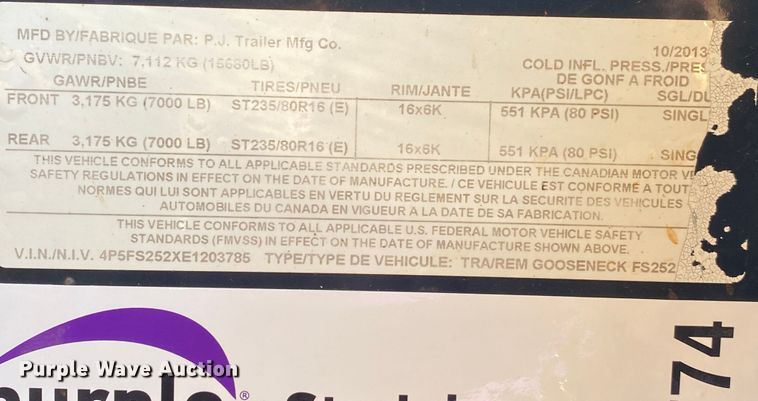 MFD BY/FABRIQUE PAR: P.J. Trailer Mfg Co.
10/2013
GVWR/PNBV: 7,112 KG (15680LB)
COLD INFL. PRESS./PRES
DE GONF A FROID
GAWR/PNBE TIRES/PNEU RIM/JANTE KPA(PSI/LPC) SGL/DU
FRONT 3,175 KG (7000 LB) ST235/80R16 (E) 16x6K 551 KPA (80 PSI) SINGL
REAR 3,175 KG (7000 LB) ST235/80R16 (E) 16x6K 551 KPA (80 PSI) SING
THIS VEHICLE CONFORMS TO ALL APPLICABLE STANDARDS PRESCRIBED UNDER THE CANADIAN MOTOR VE
SAFETY REGULATIONS IN EFFECT ON THE DATE OF MANUFACTURE. / CE VEHICULE EST CONFORME A TOUT
NORMES QUI LUI SONT APPLICABLES EN VERTU DU REGLEMENT SUR LA SECURITE DES VEHICULES
AUTOMOBILES DU CANADA EN VIGUEUR A LA DATE DE SA FABRICATION.
THIS VEHICLE CONFORMS TO ALL APPLICABLE U.S. FEDERAL MOTOR VEHICLE SAFETY
STANDARDS (FMVSS) IN EFFECT ON THE DATE OF MANUFACTURE SHOWN ABOVE.
V.I.N./N.I.V. 4P5FS252XE1203785 TYPE/TYPE DE VEHICULE: TRA/REM GOOSENECK FS252
74
Purple Wave Auction
purple®